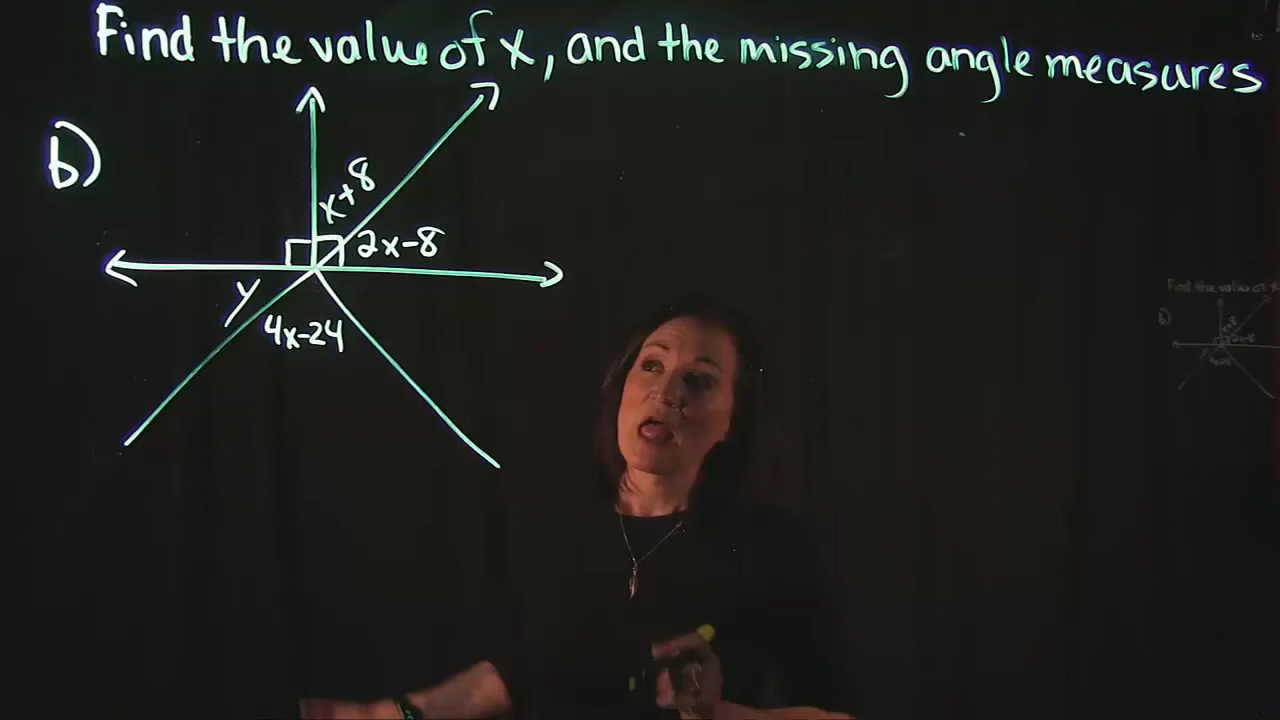 Find the value of x, and the missing angle measures
b)
x+8
2x-8
y
4x-24